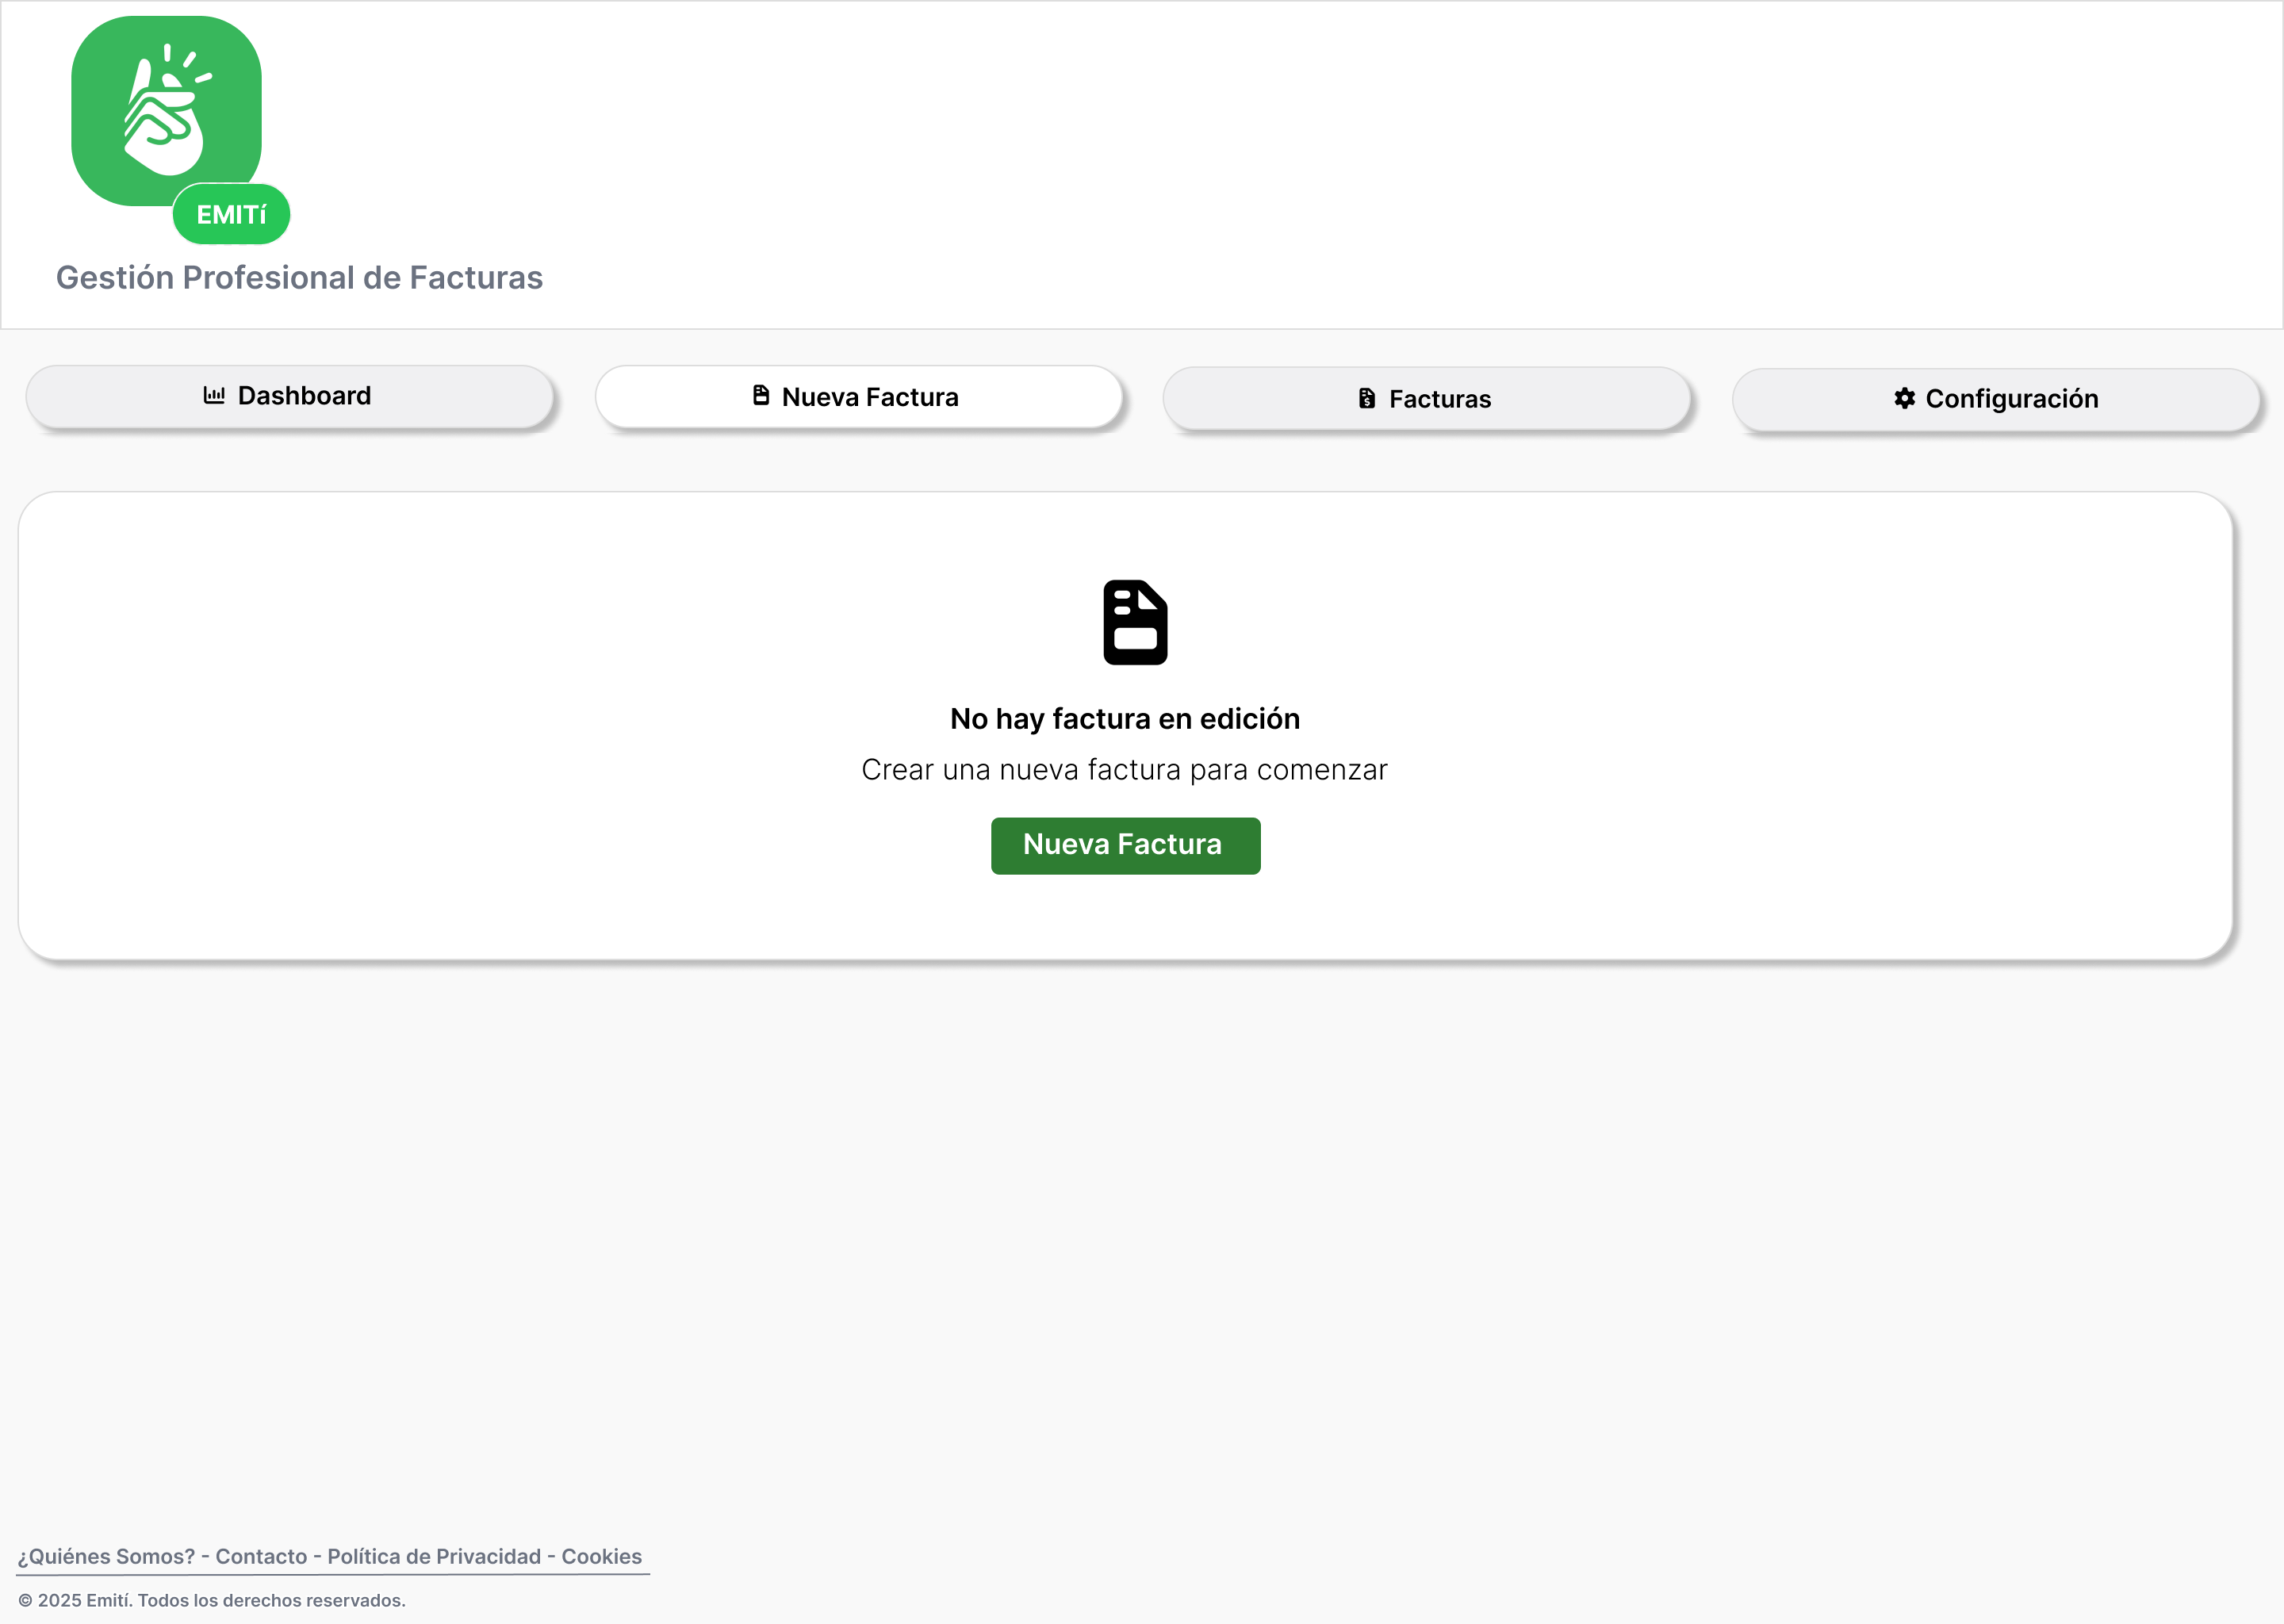 EMITí
Gestión Profesional de Facturas
Dashboard
Nueva Factura
Facturas
Configuración
No hay factura en edición
Crear una nueva factura para comenzar
Nueva Factura
¿Quiénes Somos? - Contacto - Política de Privacidad - Cookies
© 2025 Emití. Todos los derechos reservados.